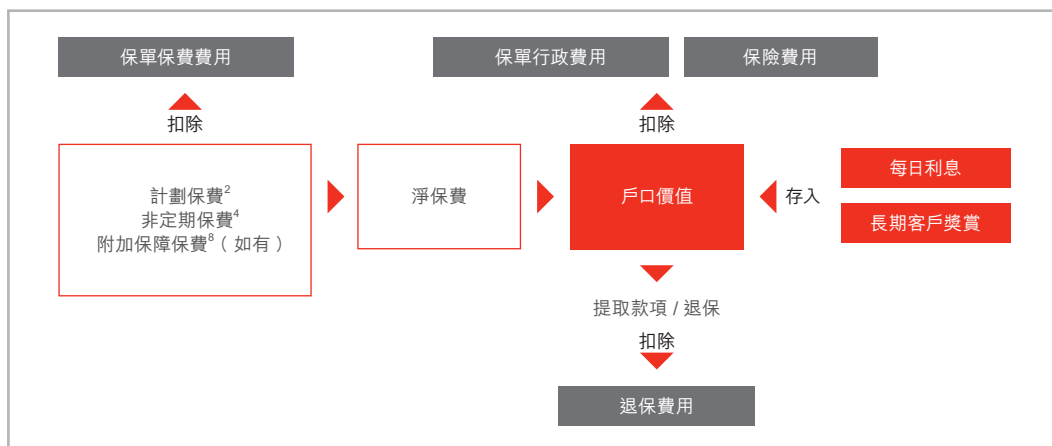 保單保費費用
保單行政費用
保險費用
扣除
扣除
計劃保費2
非定期保費4
附加保障保費8（如有）
淨保費
戶口價值
存入
每日利息
長期客戶獎賞
提取款項 / 退保
扣除
退保費用